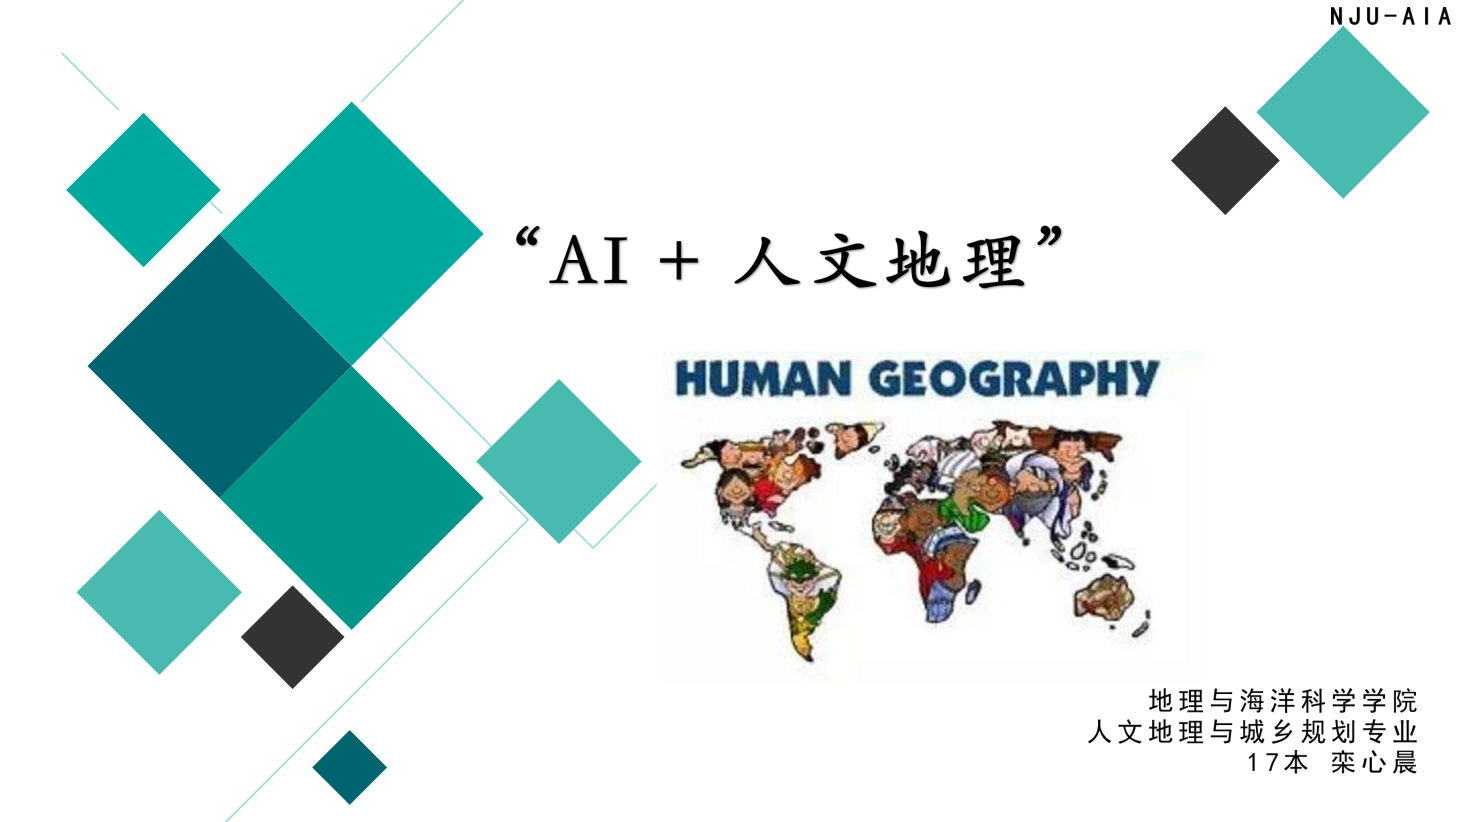 NJU-AIA
“AI + 人文地理”
HUMAN GEOGRAPHY
地理与海洋科学学院
人文地理与城乡规划专业
17本 栾心晨